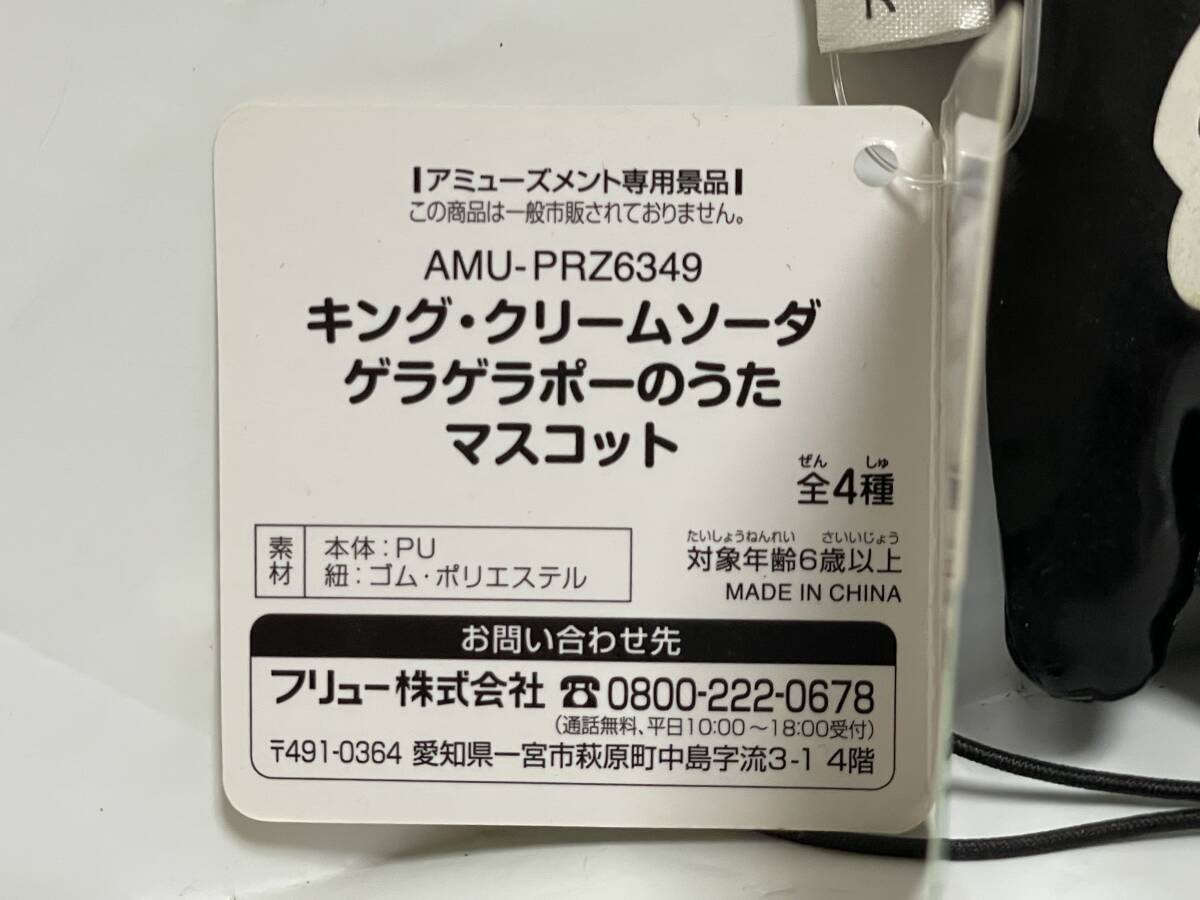 アミューズメント専用景品
この商品は一般市販されておりません。
AMU-PRZ6349
キング・クリームソーダ
ゲラゲラポーのうた
マスコット
ぜん しゅ
全4種
素材
本体:PU
紐:ゴム・ポリエステル
たいしょうねんれい さいいじょう
対象年齢6歳以上
MADE IN CHINA
お問い合わせ先
フリュー株式会社 ☎0800-222-0678
(通話無料、平日10:00~18:00受付)
〒491-0364 愛知県一宮市萩原町中島字流3-1 4階